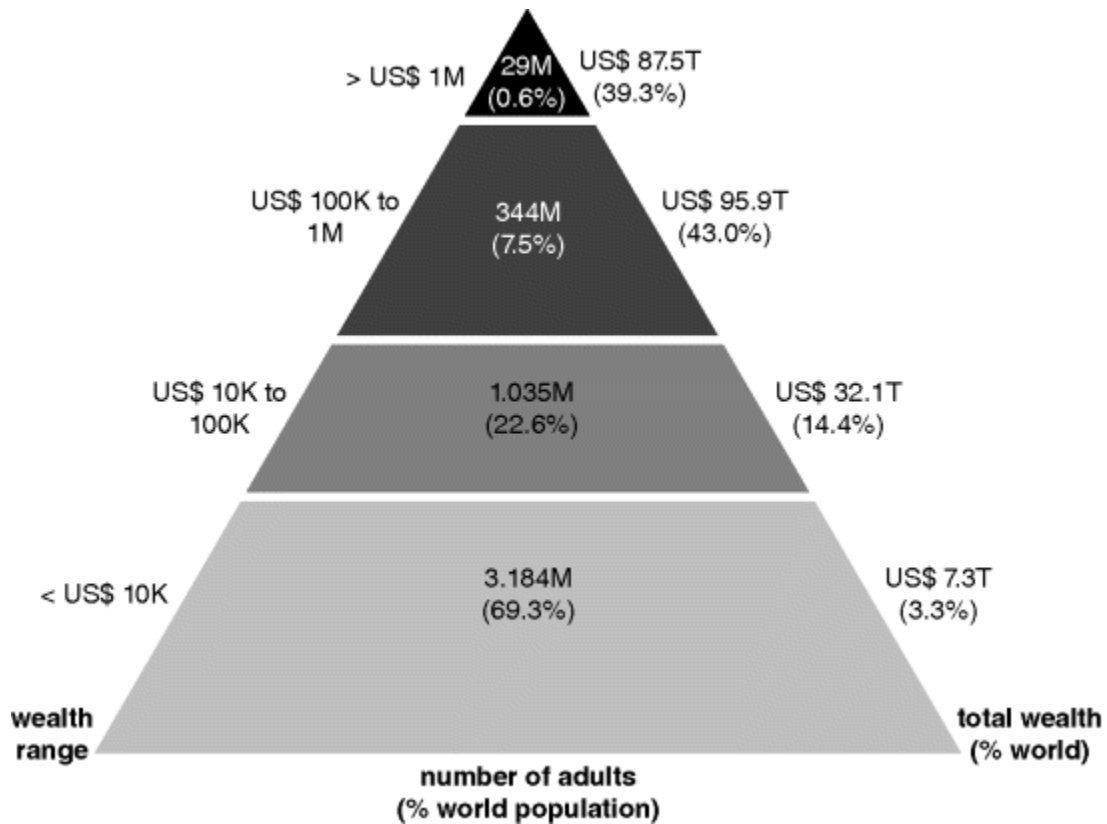 > US$ 1M
29M
(0.6%)
US$ 87.5T
(39.3%)
US$ 100K to
1M
344M
(7.5%)
US$ 95.9T
(43.0%)
US$ 10K to
100K
1.035M
(22.6%)
US$ 32.1T
(14.4%)
< US$ 10K
3.184M
(69.3%)
US$ 7.3T
(3.3%)
wealth
range
number of adults
(% world population)
total wealth
(% world)